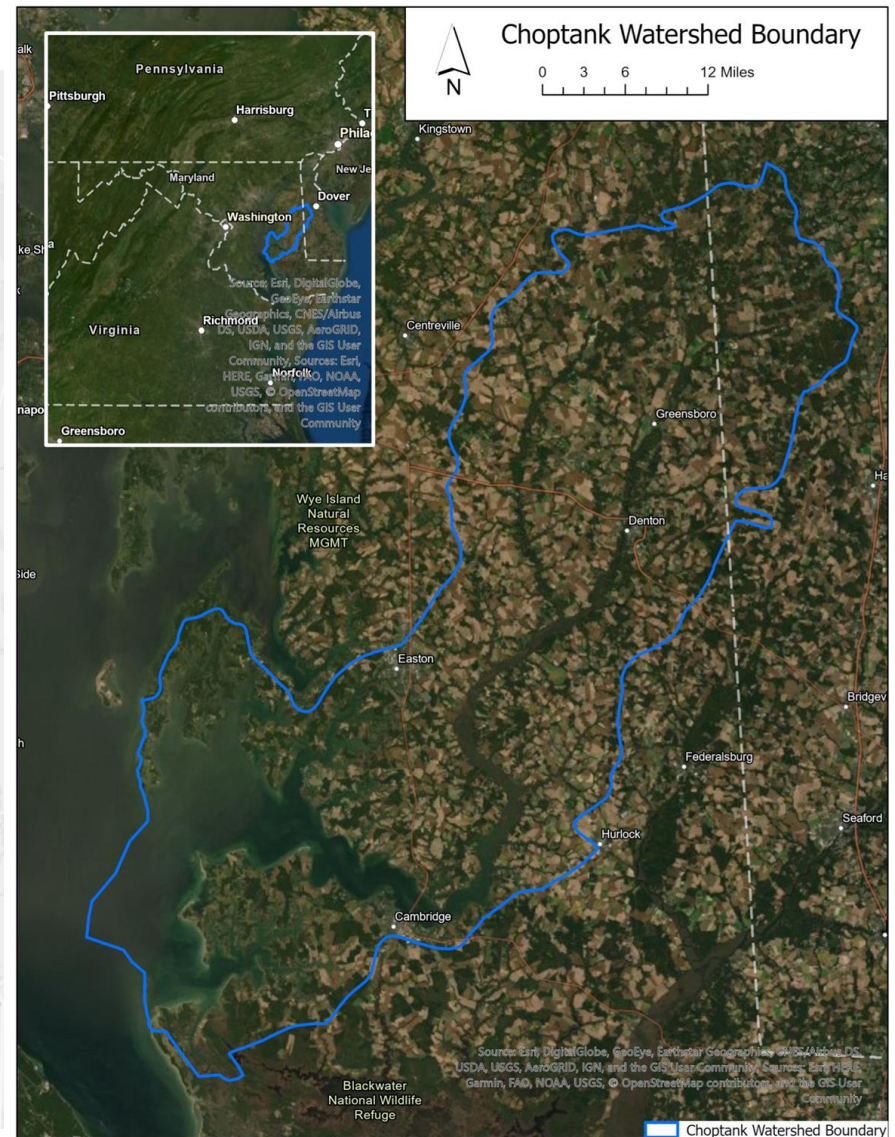 Choptank Watershed Boundary
N
0 3 6 12 Miles
Pennsylvania
Pittsburgh
Harrisburg
T
Phila
New Je
Maryland
Dover
Washington
Virginia
Richmond
Norfolk
Greensboro
Source: Esri, DigitalGlobe,
GeoEye, Earthstar
Geographics, CNES/Airbus
DS, USDA, USGS, AeroGRID,
IGN, and the GIS User
Community, Sources: Esri,
HERE, Garmin, FAO, NOAA,
USGS, © OpenStreetMap
contributors, and the GIS User
Community
alk
ke Sha
napo
Side
h
Kingstown
Centreville
Greensboro
Ha
Wye Island
Natural
Resources
MGMT
Denton
Easton
Bridgev
Federalsburg
Seaford
Hurlock
Cambridge
Blackwater
National Wildlife
Refuge
Source: Esri, DigitalGlobe, GeoEye, Earthstar Geographics, CNES/Airbus DS,
USDA, USGS, AeroGRID, IGN, and the GIS User Community, Sources: Esri, HERE,
Garmin, FAO, NOAA, USGS, © OpenStreetMap contributors, and the GIS User
Community
Choptank Watershed Boundary